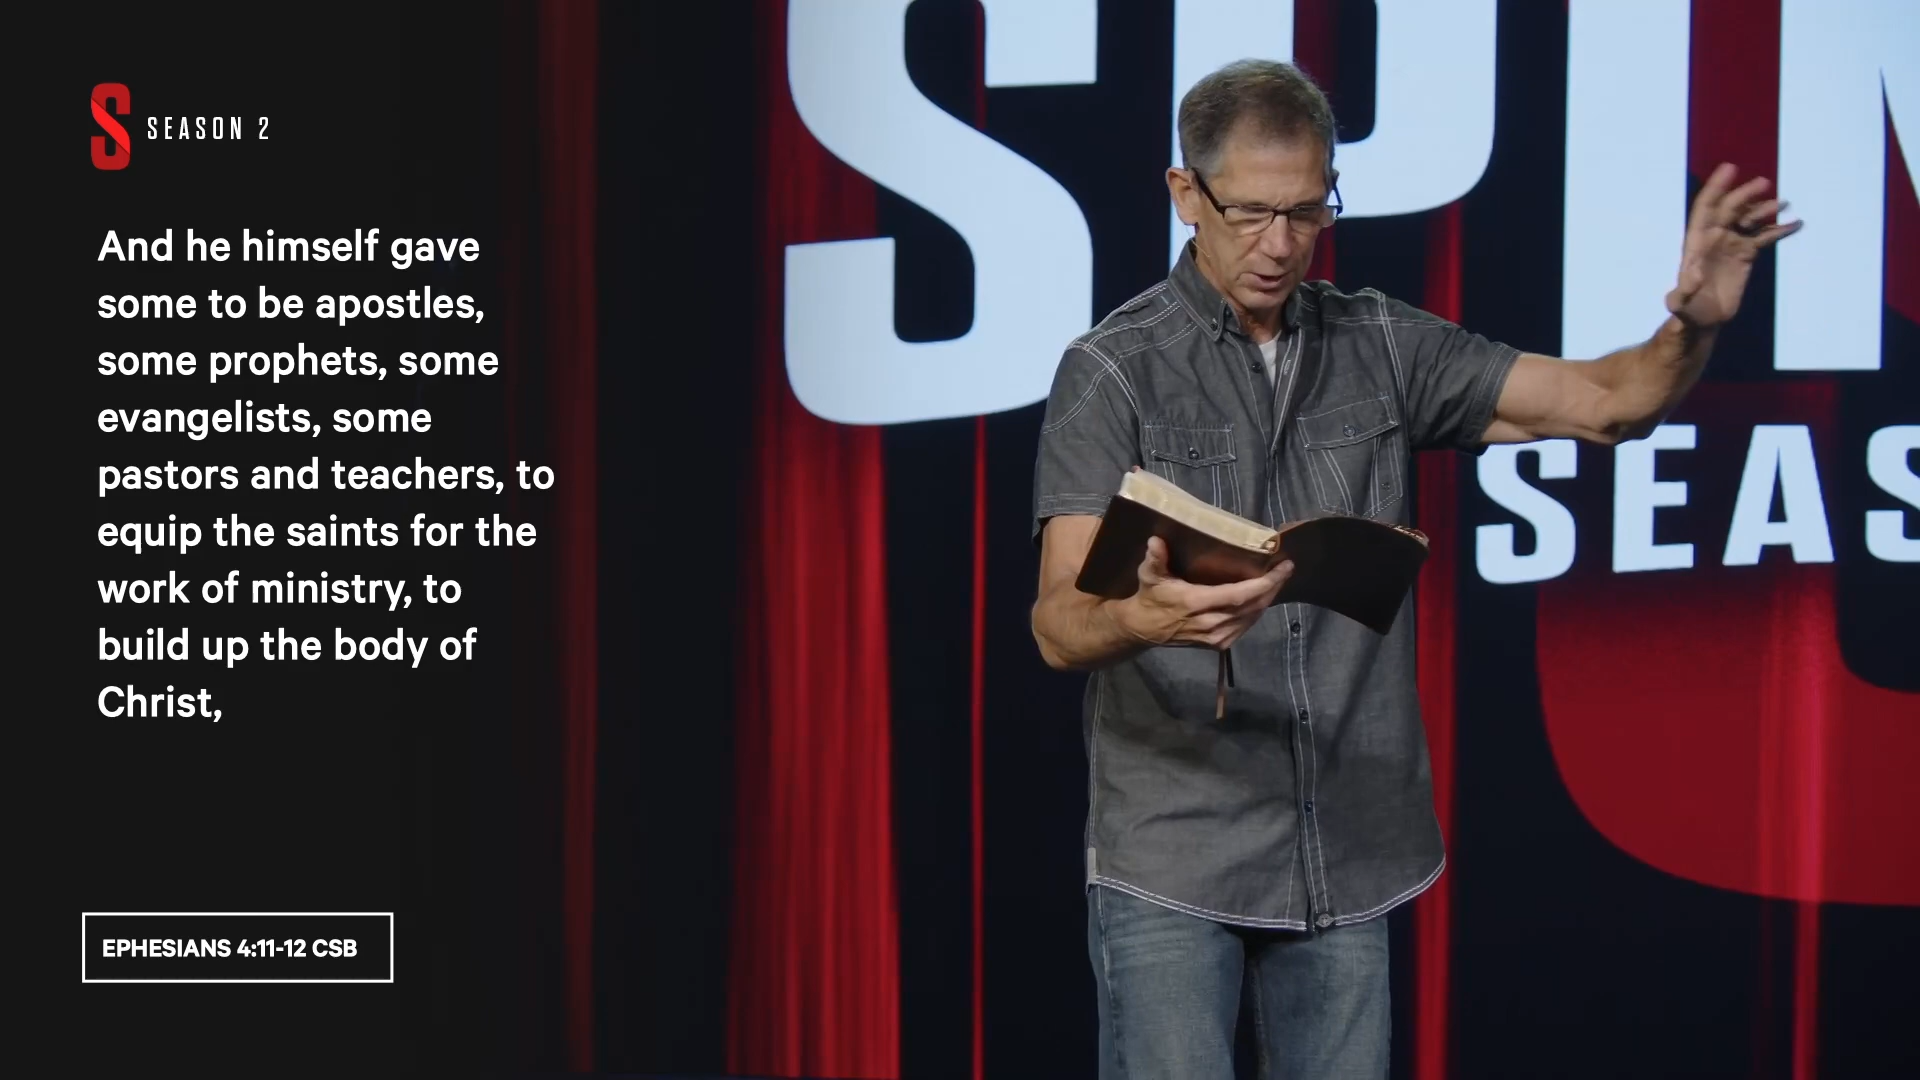 S SEASON 2
And he himself gave
some to be apostles,
some prophets, some
evangelists, some
pastors and teachers, to
equip the saints for the
work of ministry, to
build up the body of
Christ,
EPHESIANS 4:11-12 CSB
SPIN
SEAS